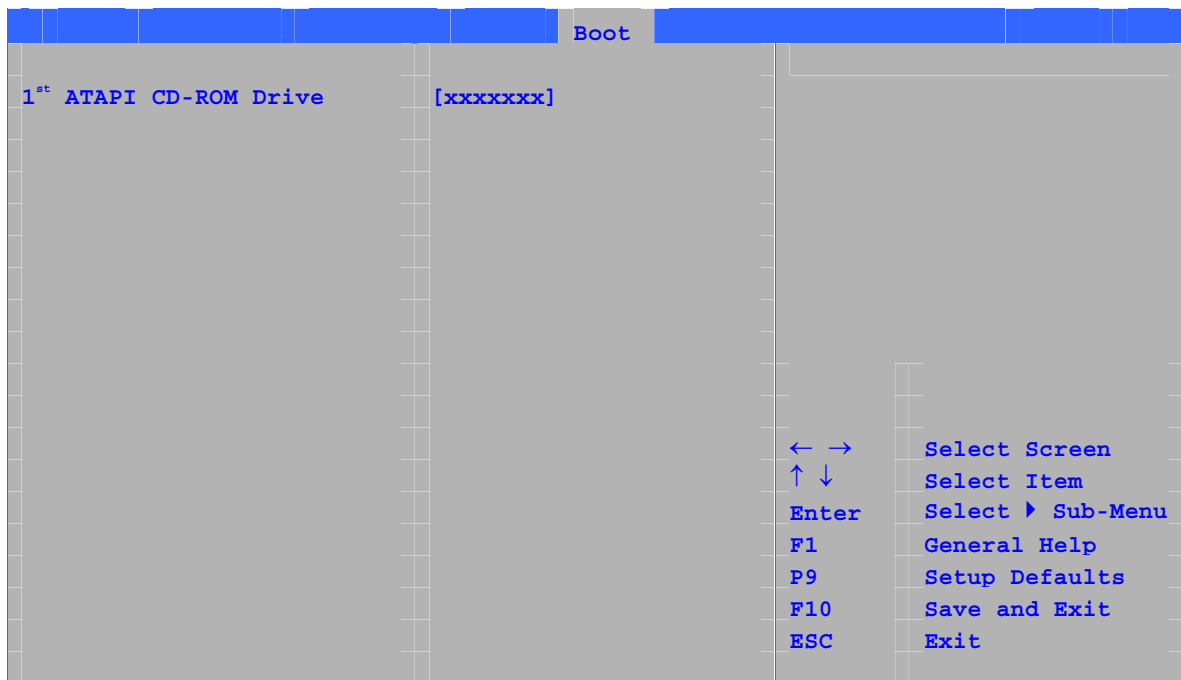 Boot
1st ATAPI CD-ROM Drive [xxxxxxx]
← → Select Screen
↑ ↓ Select Item
Enter Select ▶ Sub-Menu
F1 General Help
P9 Setup Defaults
F10 Save and Exit
ESC Exit